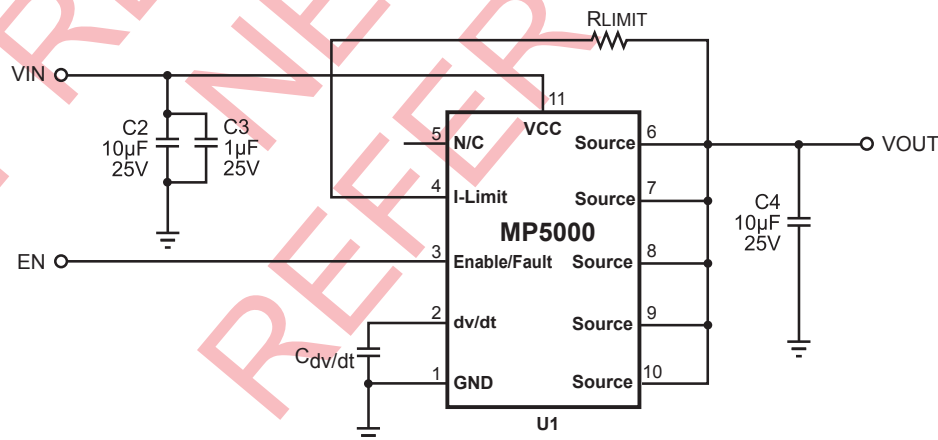 RLIMIT
VIN
11
VCC
C2
10µF
25V
C3
1µF
25V
5
N/C
Source
6
VOUT
4
I-Limit
Source
7
C4
10µF
25V
MP5000
EN
3
Enable/Fault
Source
8
2
dv/dt
Source
9
Cdv/dt
1
GND
Source
10
U1
REFER